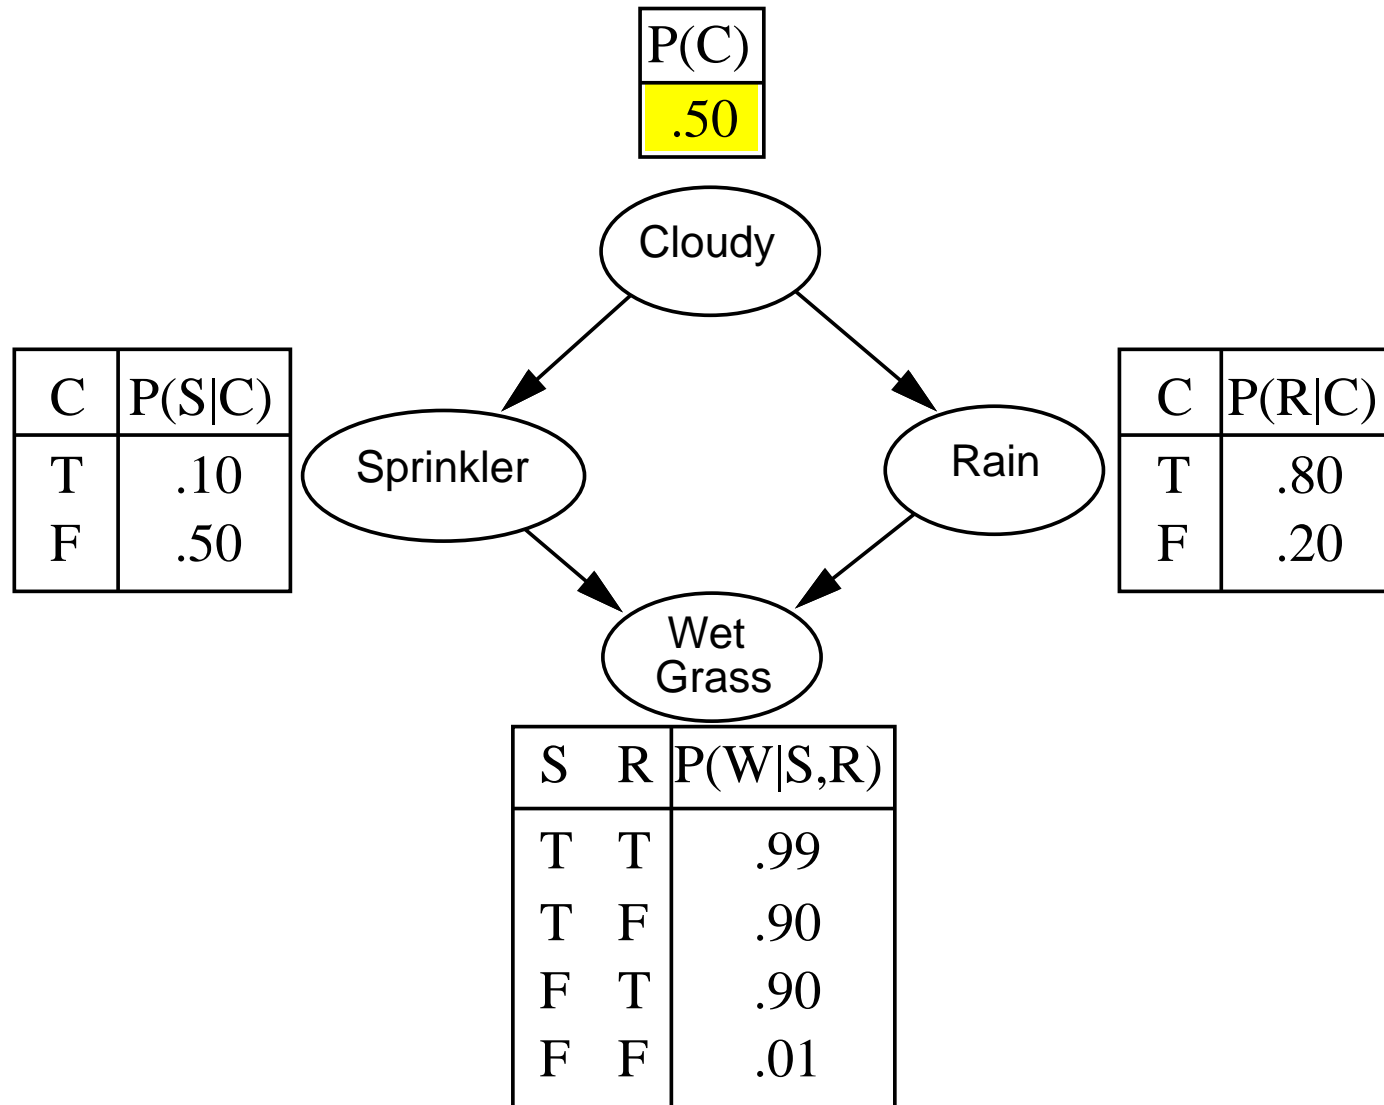 P(C)
.50
Cloudy
C P(S|C)
T .10
F .50
Sprinkler
Rain
C P(R|C)
T .80
F .20
Wet
Grass
S R P(W|S,R)
T T .99
T F .90
F T .90
F F .01